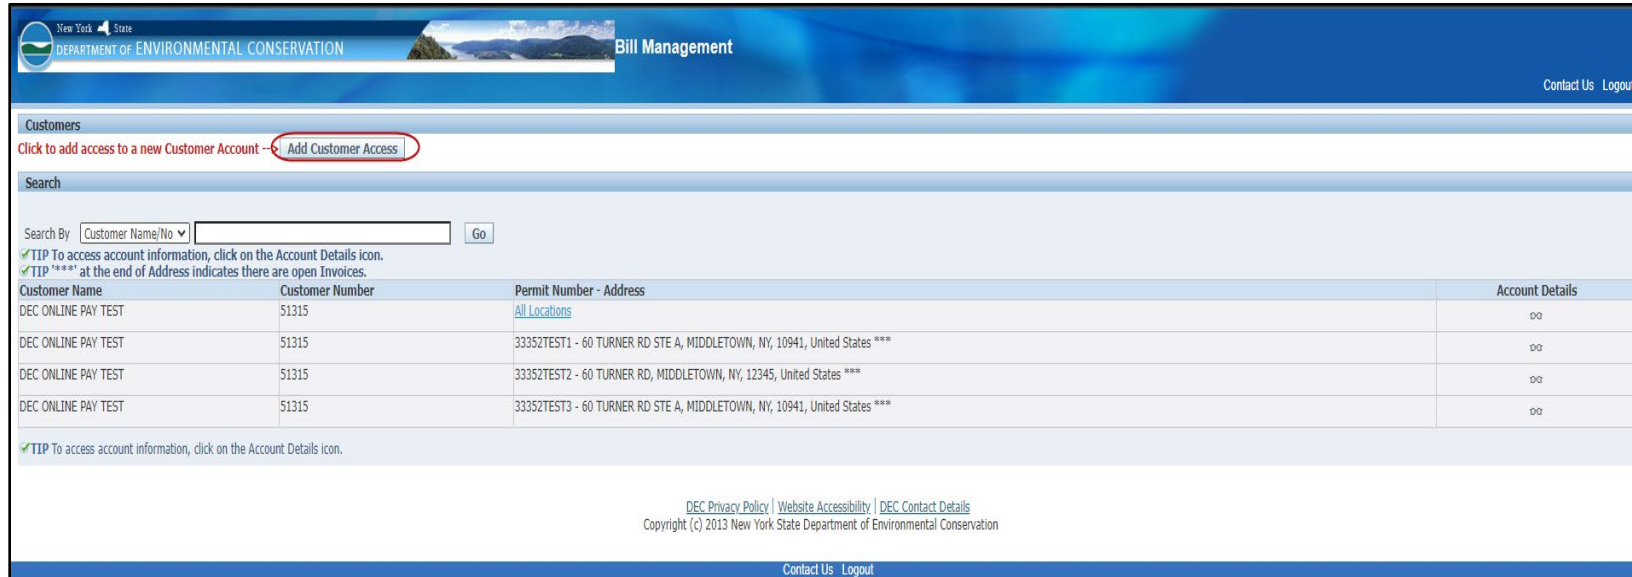 New York State
DEPARTMENT OF ENVIRONMENTAL CONSERVATION
Bill Management
Contact Us Logout
Customers
Click to add access to a new Customer Account --> Add Customer Access
Search
Search By Customer Name/No Go
TIP To access account information, click on the Account Details icon.
TIP '***' at the end of Address indicates there are open Invoices.
Customer Name Customer Number Permit Number - Address Account Details
DEC ONLINE PAY TEST 51315 All Locations
DEC ONLINE PAY TEST 51315 33352TEST1 - 60 TURNER RD STE A, MIDDLETOWN, NY, 10941, United States ***
DEC ONLINE PAY TEST 51315 33352TEST2 - 60 TURNER RD, MIDDLETOWN, NY, 12345, United States ***
DEC ONLINE PAY TEST 51315 33352TEST3 - 60 TURNER RD STE A, MIDDLETOWN, NY, 10941, United States ***
TIP To access account information, click on the Account Details icon.
DEC Privacy Policy | Website Accessibility | DEC Contact Details
Copyright (c) 2013 New York State Department of Environmental Conservation
Contact Us Logout